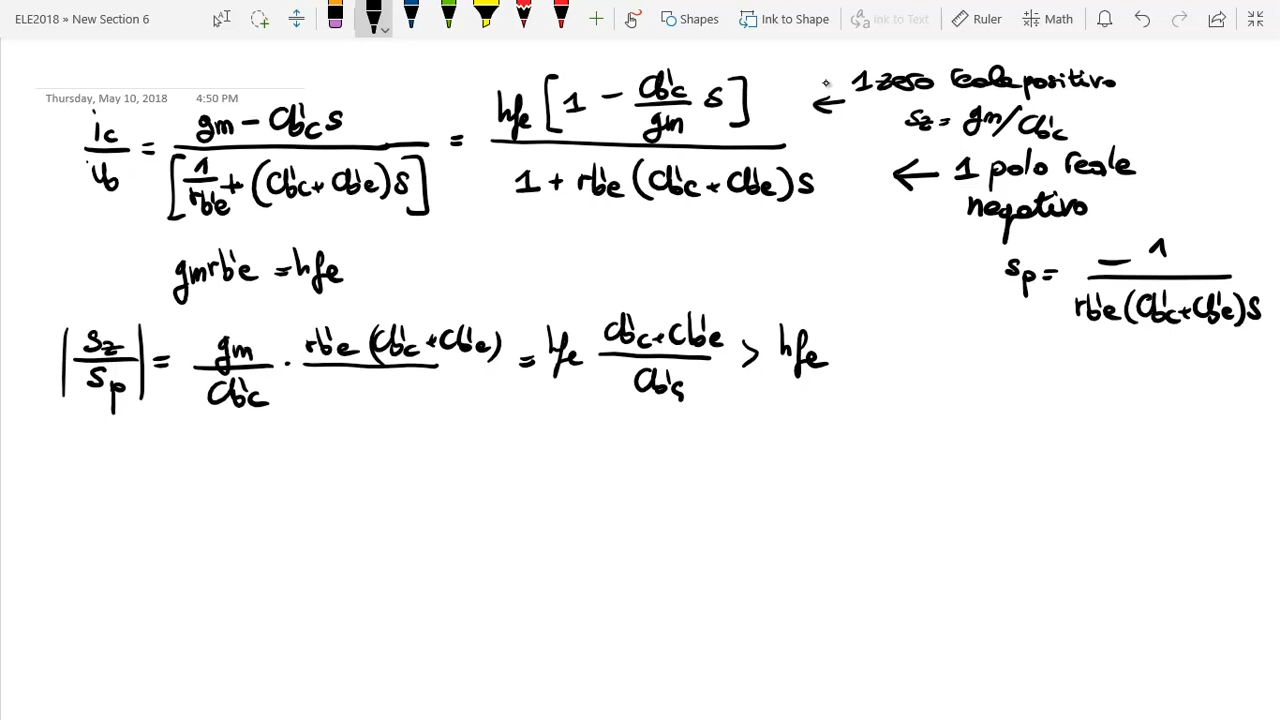 ELE2018 » New Section 6
Shapes Ink to Shape Ink to Text Ruler Math
Thursday, May 10, 2018 4:50 PM
ic/ib = (gm - Cb'c s) / [1/rb'e + (Cb'c + Cb'e)s] = hfe [1 - Cb'c/gm s] / (1 + rb'e (Cb'c + Cb'e)s)
← 1 zero reale positivo
sz = gm/Cb'c
← 1 polo reale
negativo
gm rb'e = hfe
sp = -1 / (rb'e (Cb'c + Cb'e)s)
|sz/sp| = gm/Cb'c · rb'e (Cb'c + Cb'e) = hfe (Cb'c + Cb'e)/Cb'c > hfe